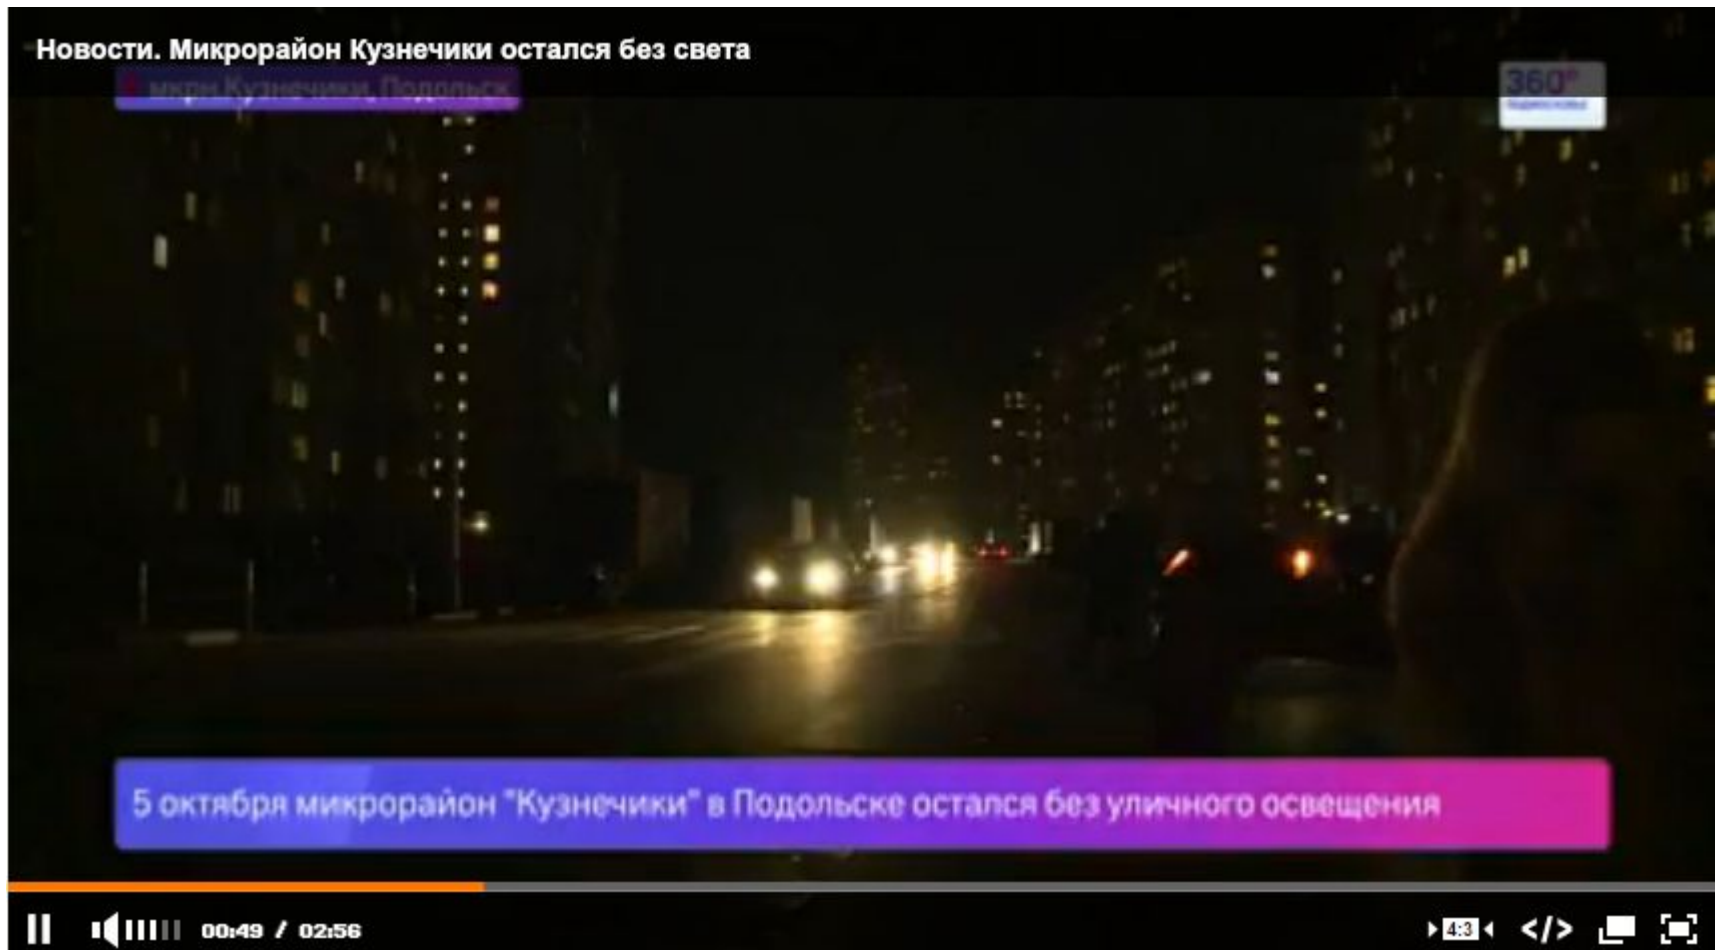 Новости. Микрорайон Кузнечики остался без света
мкрн.Кузнечики, Подольск
360°
5 октября микрорайон "Кузнечики" в Подольске остался без уличного освещения
00:49 / 02:56
4:3
</>